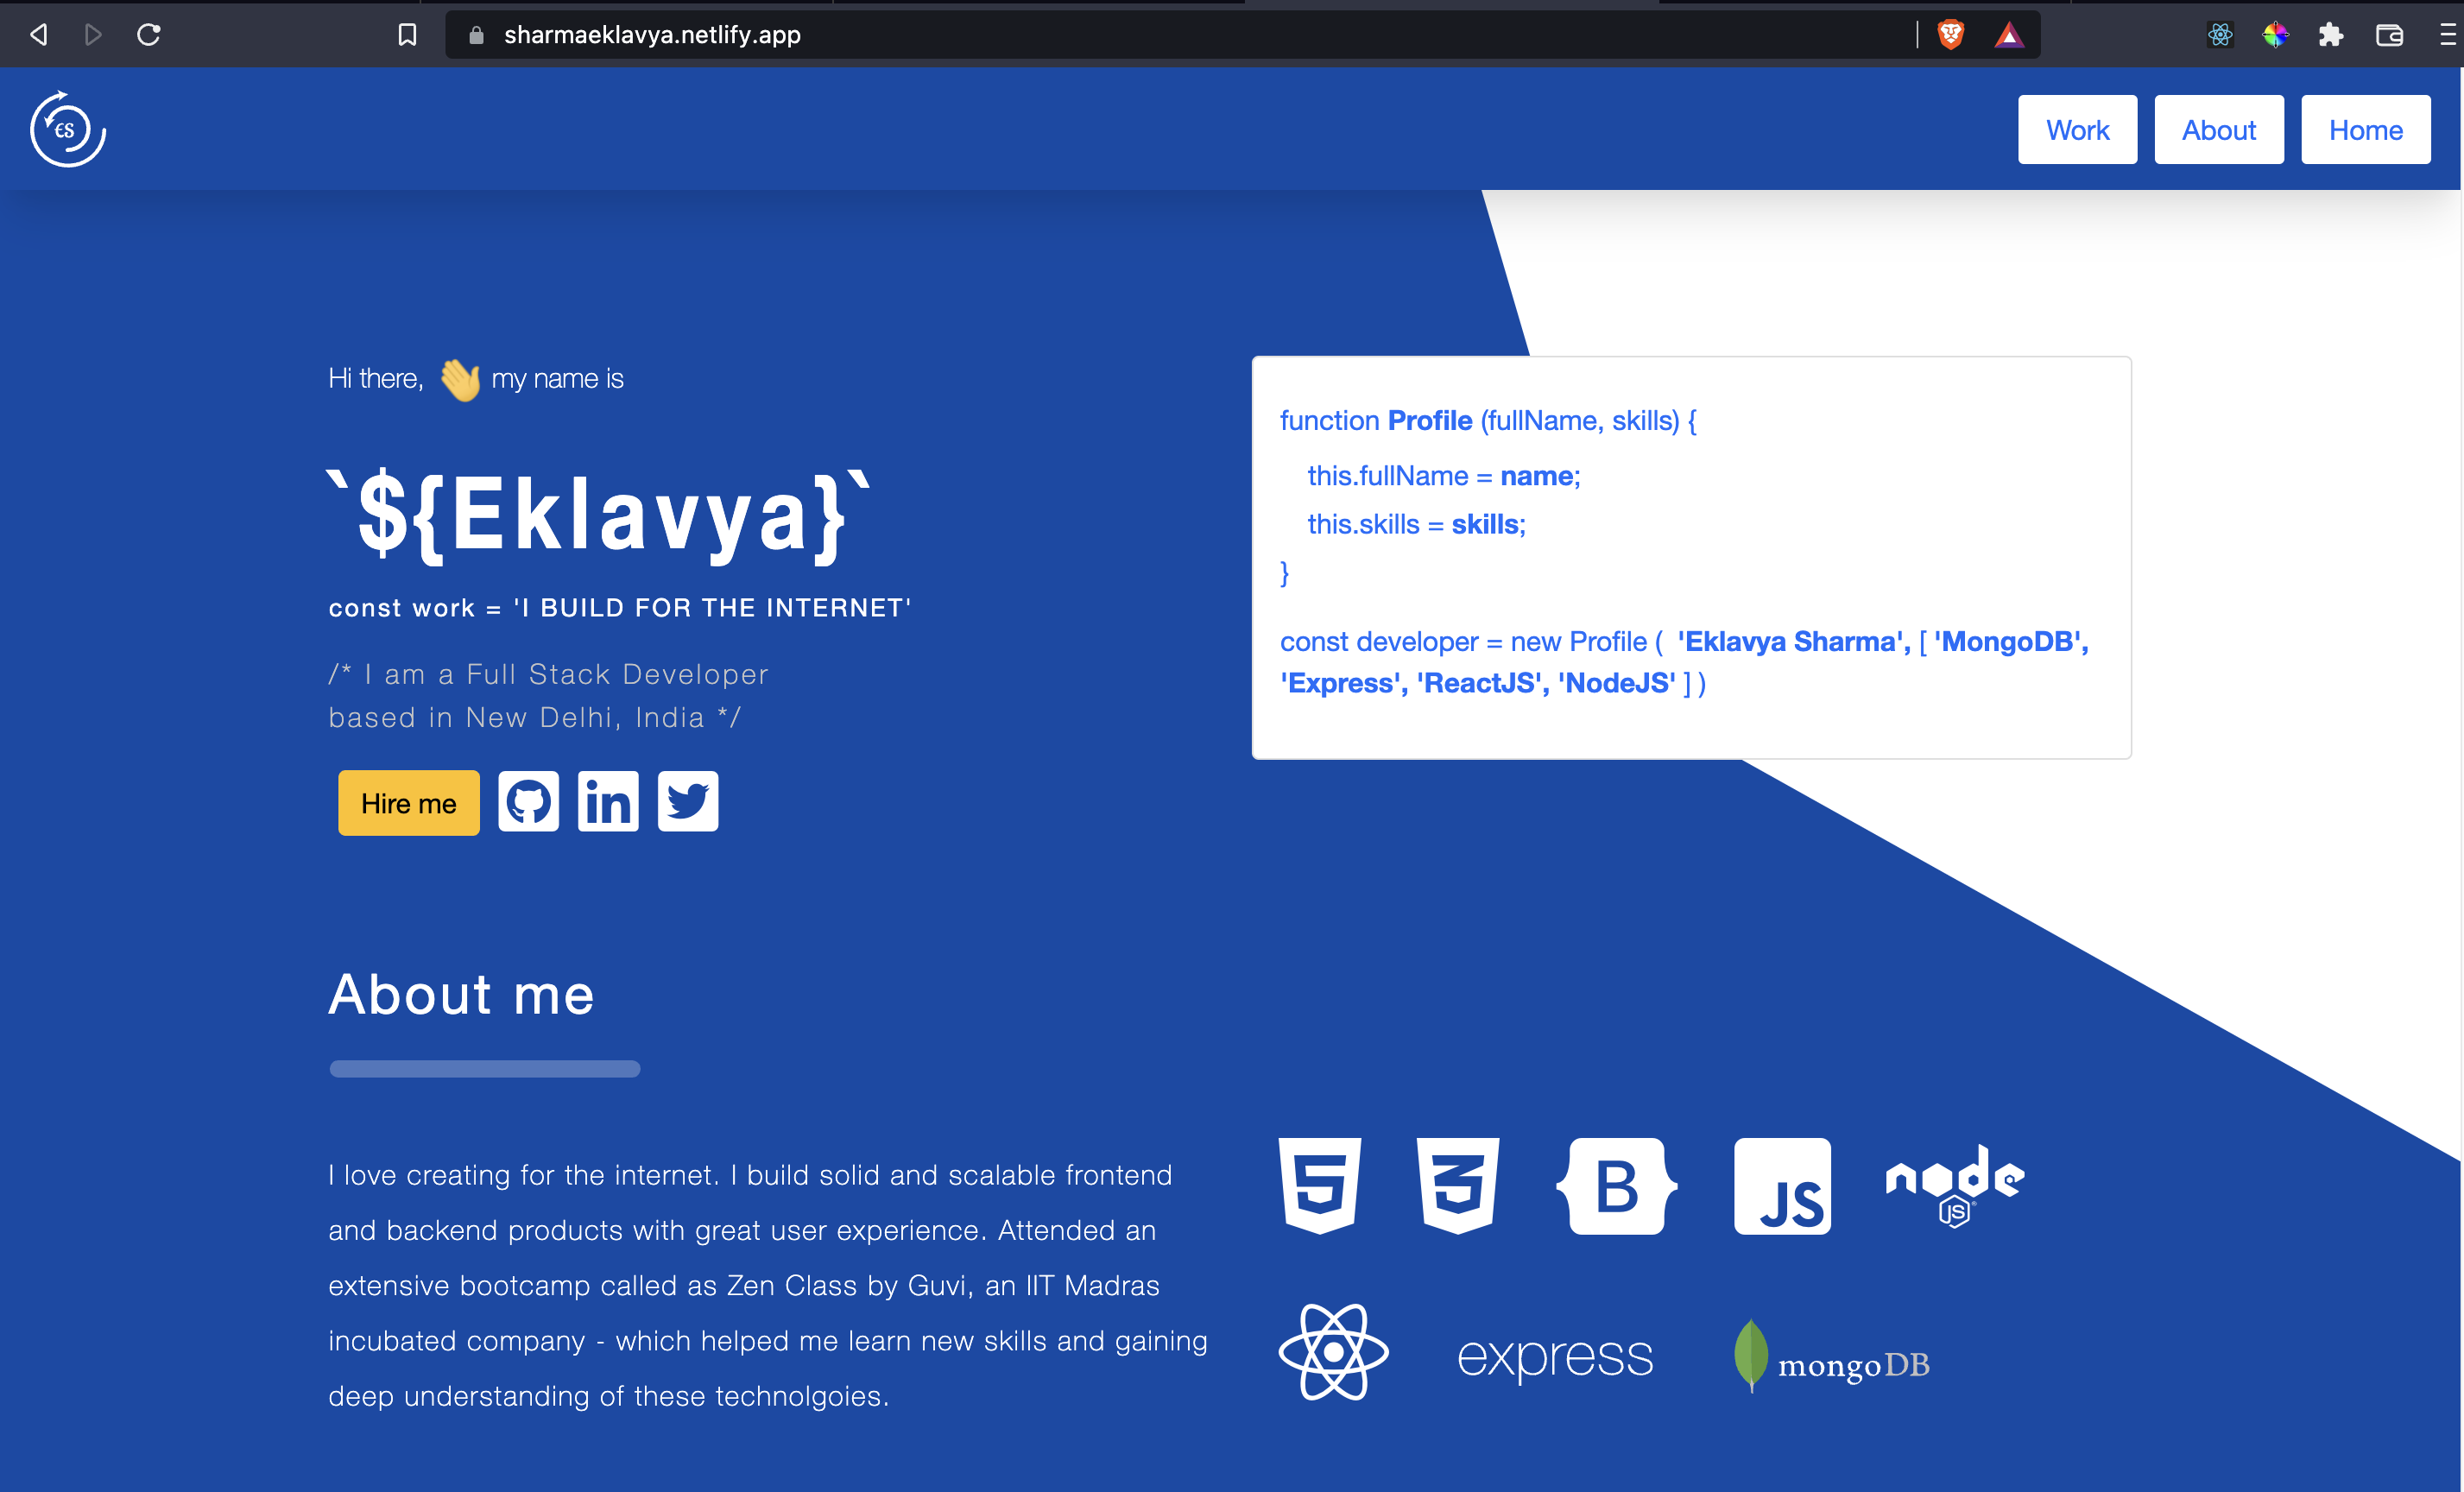 sharmaeklavya.netlify.app
ES
Work
About
Home
Hi there, 👋 my name is
`${Eklavya}`
const work = 'I BUILD FOR THE INTERNET'
/* I am a Full Stack Developer
based in New Delhi, India */
Hire me
in
function Profile (fullName, skills) {
this.fullName = name;
this.skills = skills;
}
const developer = new Profile ( 'Eklavya Sharma', [ 'MongoDB',
'Express', 'ReactJS', 'NodeJS' ] )
About me
I love creating for the internet. I build solid and scalable frontend
and backend products with great user experience. Attended an
extensive bootcamp called as Zen Class by Guvi, an IIT Madras
incubated company - which helped me learn new skills and gaining
deep understanding of these technolgoies.
5
3
B
JS
node
JS
express
mongoDB